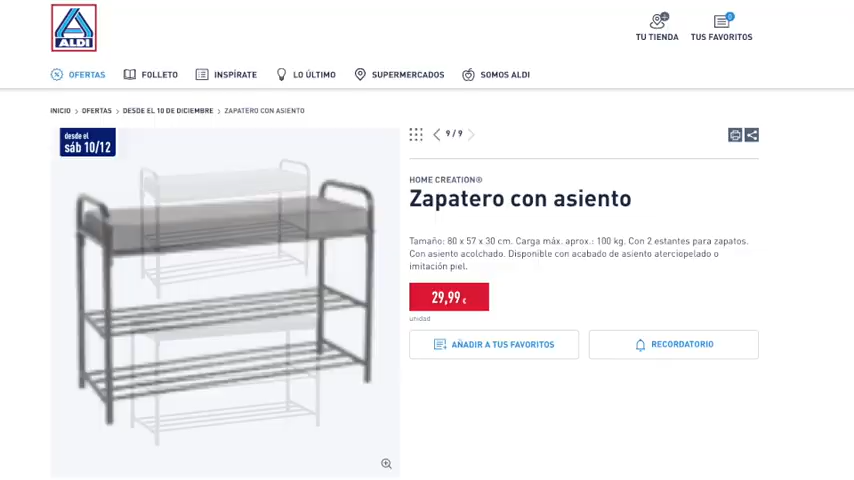 ALDI
TU TIENDA
TUS FAVORITOS
OFERTAS
FOLLETO
INSPÍRATE
LO ÚLTIMO
SUPERMERCADOS
SOMOS ALDI
INICIO > OFERTAS > DESDE EL 10 DE DICIEMBRE > ZAPATERO CON ASIENTO
desde el
sáb 10/12
9 / 9
HOME CREATION®
Zapatero con asiento
Tamaño: 80 x 57 x 30 cm. Carga máx. aprox.: 100 kg. Con 2 estantes para zapatos.
Con asiento acolchado. Disponible con acabado de asiento aterciopelado o
imitación piel.
29,99 €
unidad
AÑADIR A TUS FAVORITOS
RECORDATORIO